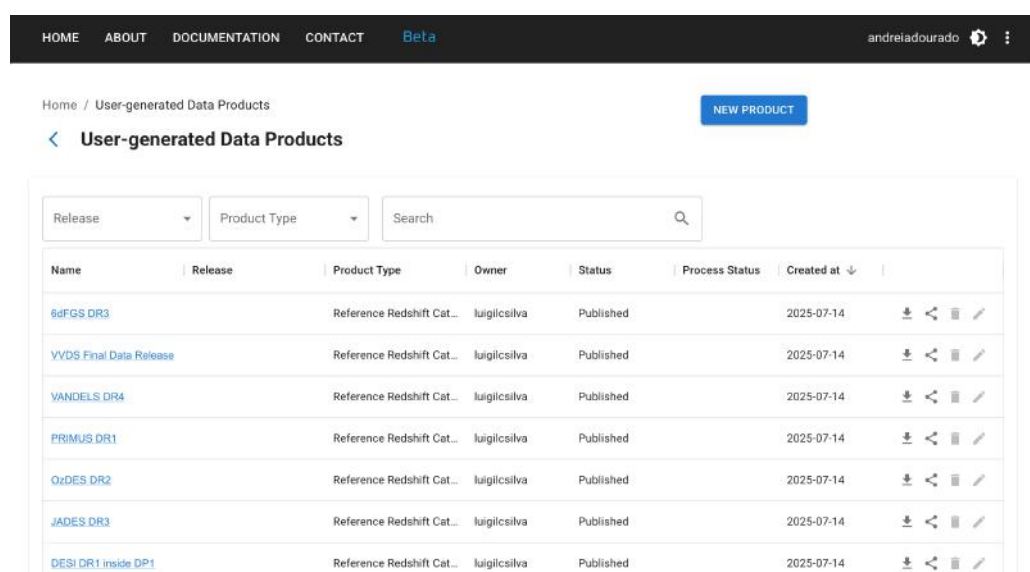 HOME ABOUT DOCUMENTATION CONTACT Beta andreiadourado
Home / User-generated Data Products
NEW PRODUCT
User-generated Data Products
Release Product Type Search
Name Release Product Type Owner Status Process Status Created at
6dFGS DR3 Reference Redshift Cat... luigilcsilva Published 2025-07-14
VVDS Final Data Release Reference Redshift Cat... luigilcsilva Published 2025-07-14
VANDELS DR4 Reference Redshift Cat... luigilcsilva Published 2025-07-14
PRIMUS DR1 Reference Redshift Cat... luigilcsilva Published 2025-07-14
OzDES DR2 Reference Redshift Cat... luigilcsilva Published 2025-07-14
JADES DR3 Reference Redshift Cat... luigilcsilva Published 2025-07-14
DESI DR1 inside DP1 Reference Redshift Cat... luigilcsilva Published 2025-07-14